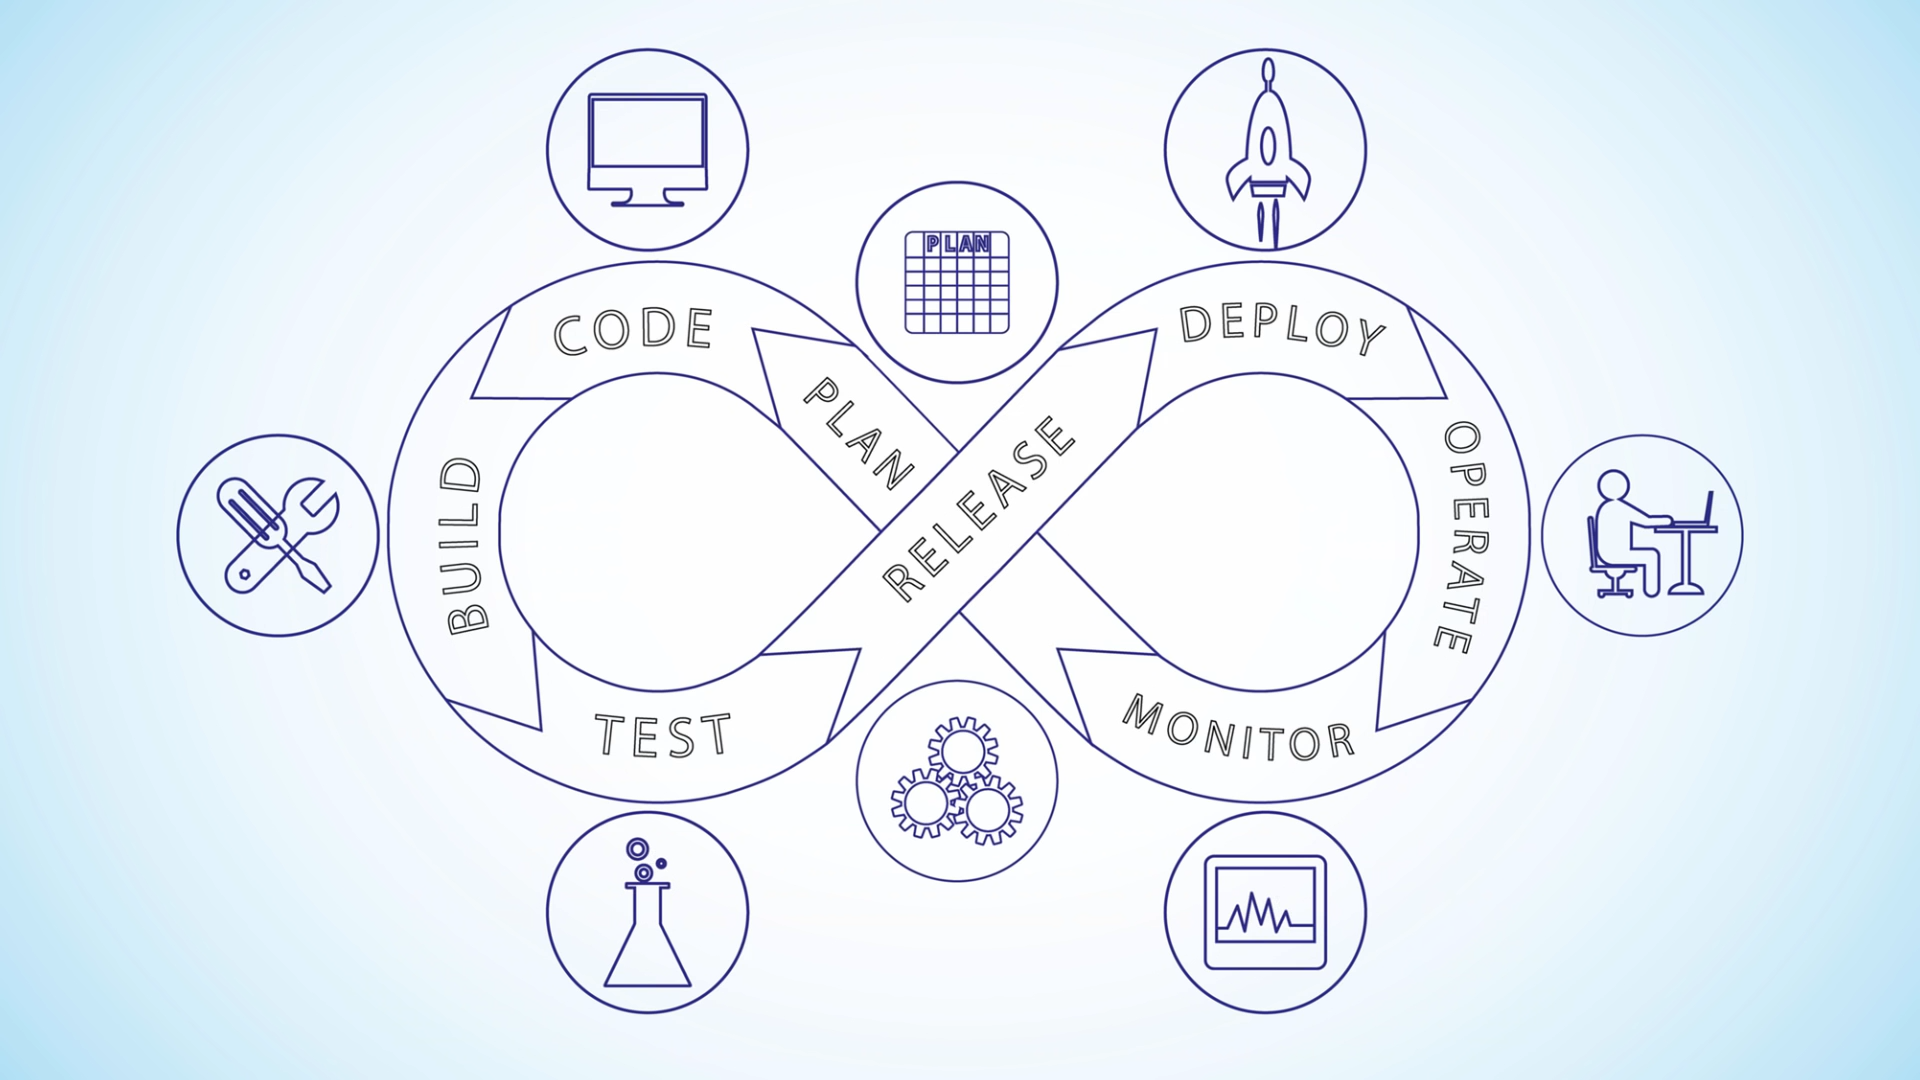 PLAN
CODE
DEPLOY
PLAN
RELEASE
BUILD
OPERATE
TEST
MONITOR